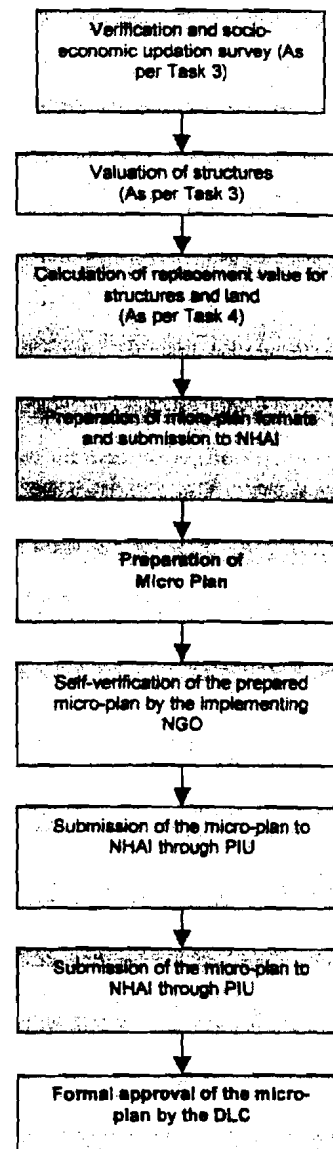 Verification and socio-
economic updation survey (As
per Task 3)
Valuation of structures
(As per Task 3)
Calculation of replacement value for
structures and land
(As per Task 4)
Preparation of micro-plan formats
and submission to NHAI
Preparation of
Micro Plan
Self-verification of the prepared
micro-plan by the implementing
NGO
Submission of the micro-plan to
NHAI through PIU
Submission of the micro-plan to
NHAI through PIU
Formal approval of the micro-
plan by the DLC